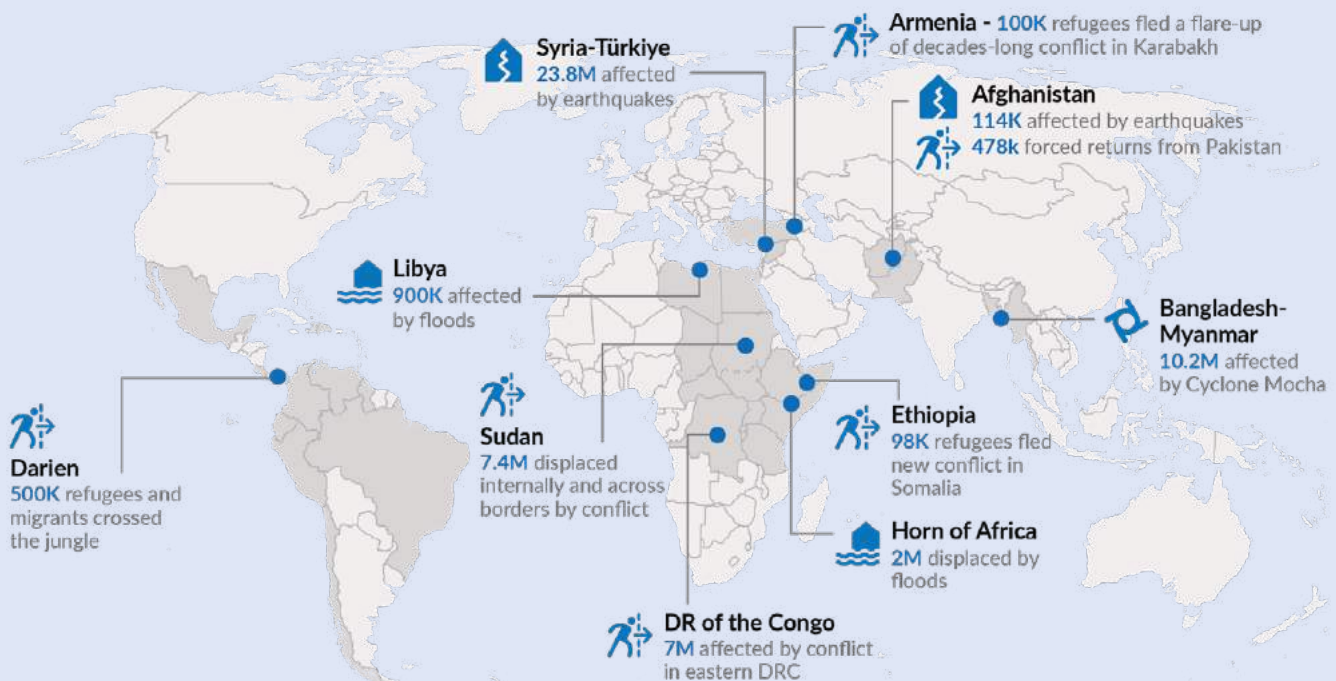 Armenia - 100K refugees fled a flare-up
of decades-long conflict in Karabakh
Syria-Türkiye
23.8M affected
by earthquakes
Afghanistan
114K affected by earthquakes
478k forced returns from Pakistan
Libya
900K affected
by floods
Bangladesh-
Myanmar
10.2M affected
by Cyclone Mocha
Darien
500K refugees and
migrants crossed
the jungle
Sudan
7.4M displaced
internally and across
borders by conflict
Ethiopia
98K refugees fled
new conflict in
Somalia
Horn of Africa
2M displaced by
floods
DR of the Congo
7M affected by conflict
in eastern DRC